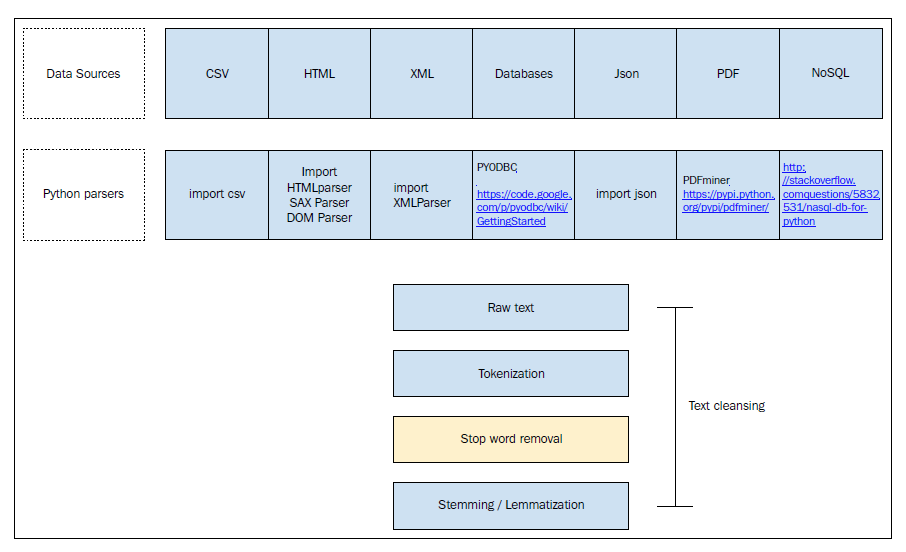 Data Sources
CSV
HTML
XML
Databases
Json
PDF
NoSQL
Python parsers
import csv
Import
HTMLparser
SAX Parser
DOM Parser
import
XMLParser
PYODBC
.
https://code.google.
com/p/pyodbc/wiki/
GettingStarted
import json
PDFminer
https://pypi.python.
org/pypi/pdfminer/
http:
//stackoverflow.
comquestions/5832
531/nasql-db-for-
python
Raw text
Tokenization
Stop word removal
Stemming / Lemmatization
Text cleansing